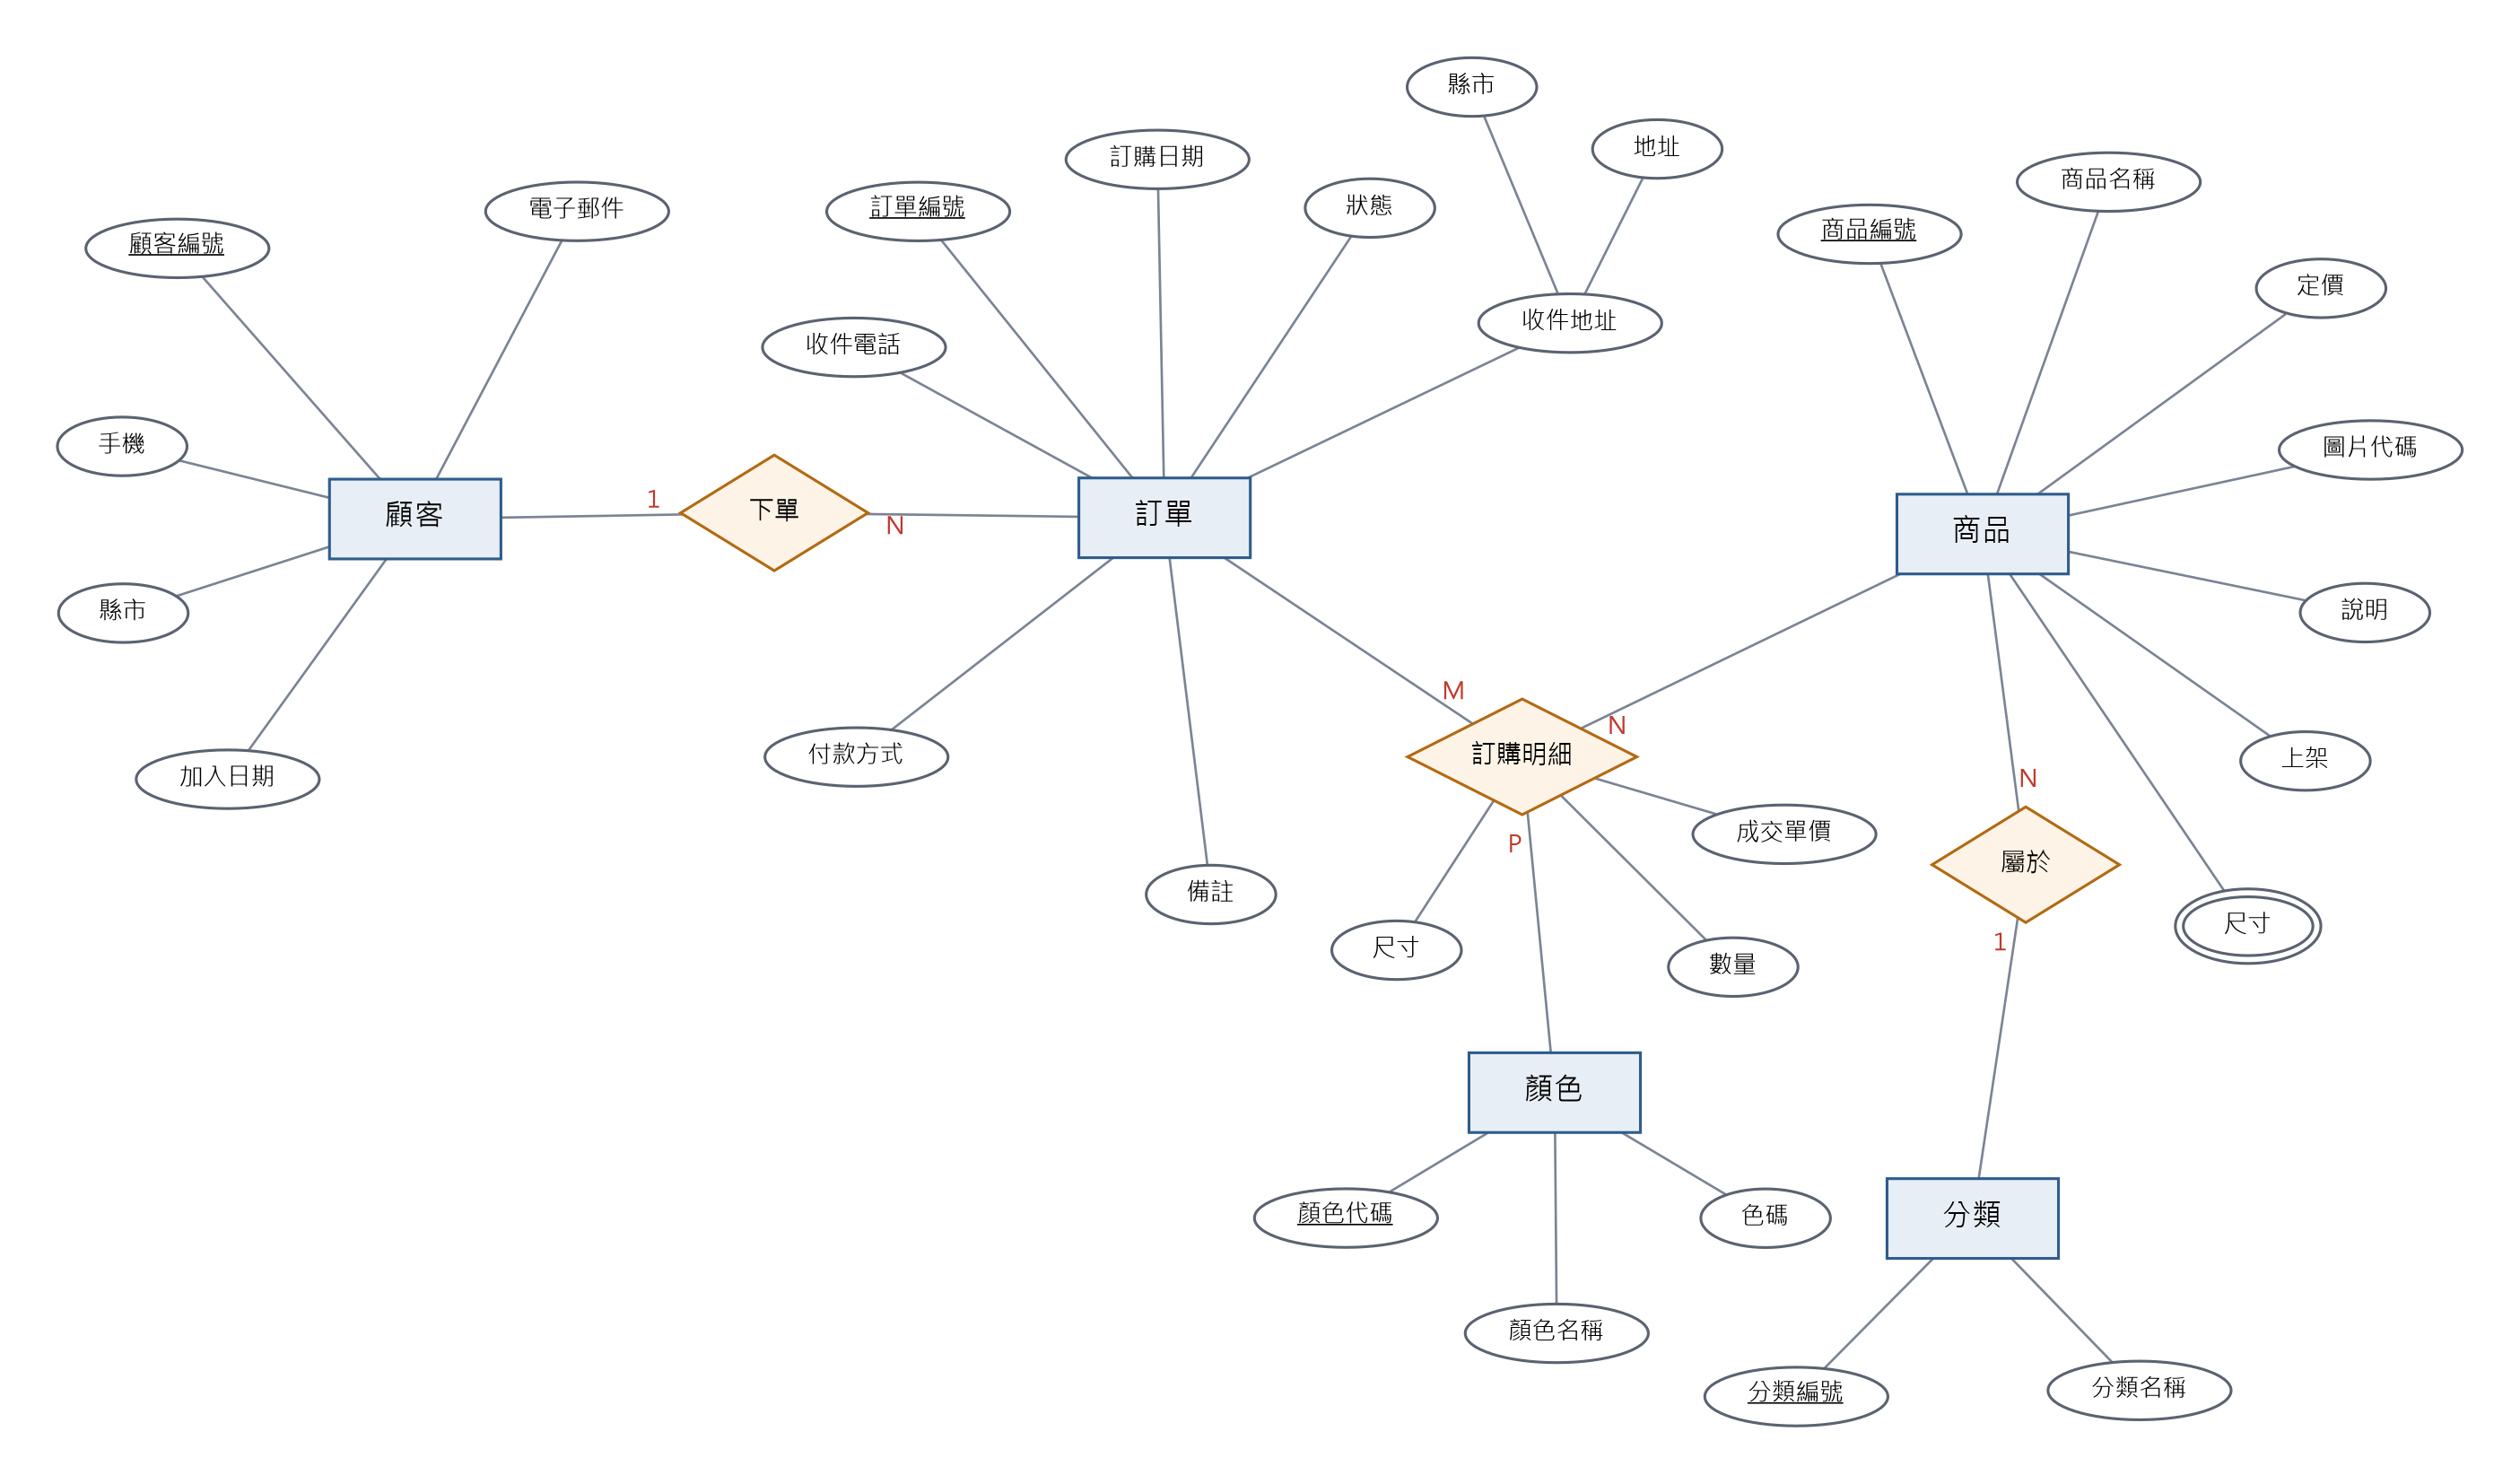 縣市
地址
訂購日期
商品名稱
電子郵件
訂單編號
狀態
商品編號
顧客編號
定價
收件地址
收件電話
手機
圖片代碼
顧客
1
下單
N
訂單
商品
縣市
說明
M
N
加入日期
付款方式
訂購明細
上架
N
成交單價
P
屬於
備註
尺寸
1
尺寸
數量
顏色
顏色代碼
色碼
分類
顏色名稱
分類編號
分類名稱